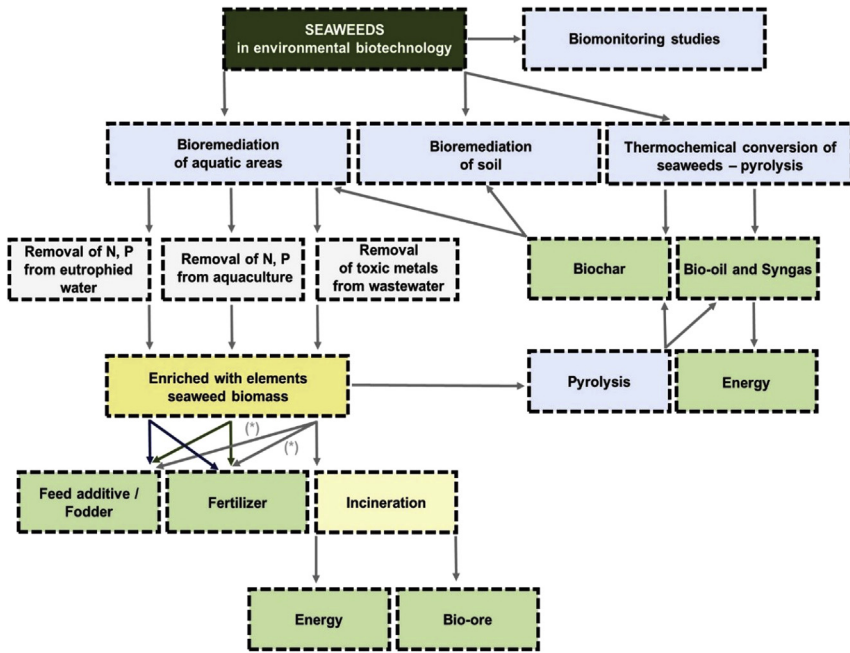 SEAWEEDS
in environmental biotechnology
Biomonitoring studies
Bioremediation
of aquatic areas
Bioremediation
of soil
Thermochemical conversion of
seaweeds – pyrolysis
Removal of N, P
from eutrophied
water
Removal of N, P
from aquaculture
Removal
of toxic metals
from wastewater
Biochar
Bio-oil and Syngas
Enriched with elements
seaweed biomass
Pyrolysis
Energy
(*)
(*)
Feed additive /
Fodder
Fertilizer
Incineration
Energy
Bio-ore